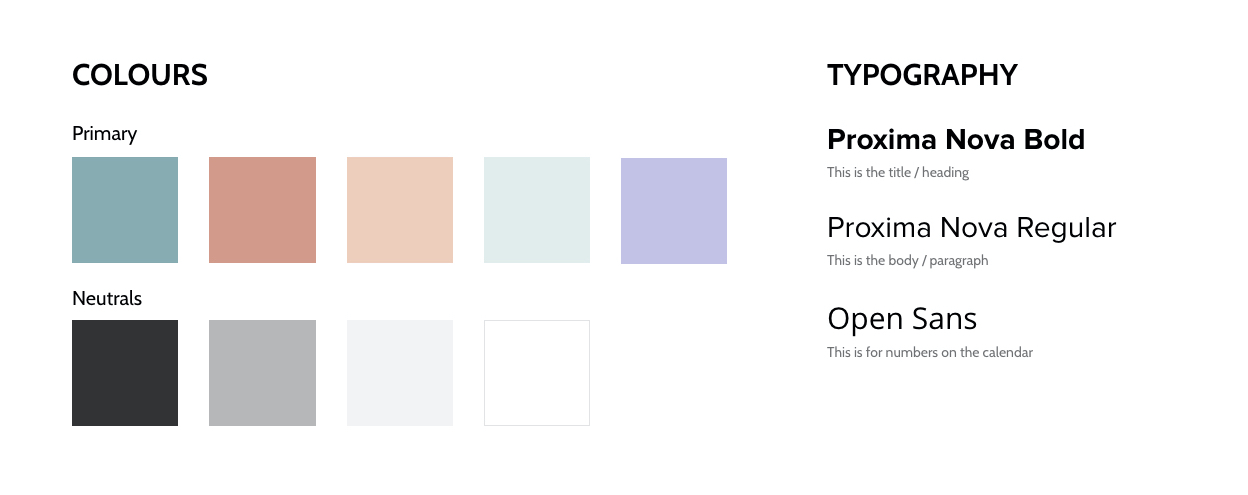 COLOURS
Primary
Neutrals
TYPOGRAPHY
Proxima Nova Bold
This is the title / heading
Proxima Nova Regular
This is the body / paragraph
Open Sans
This is for numbers on the calendar